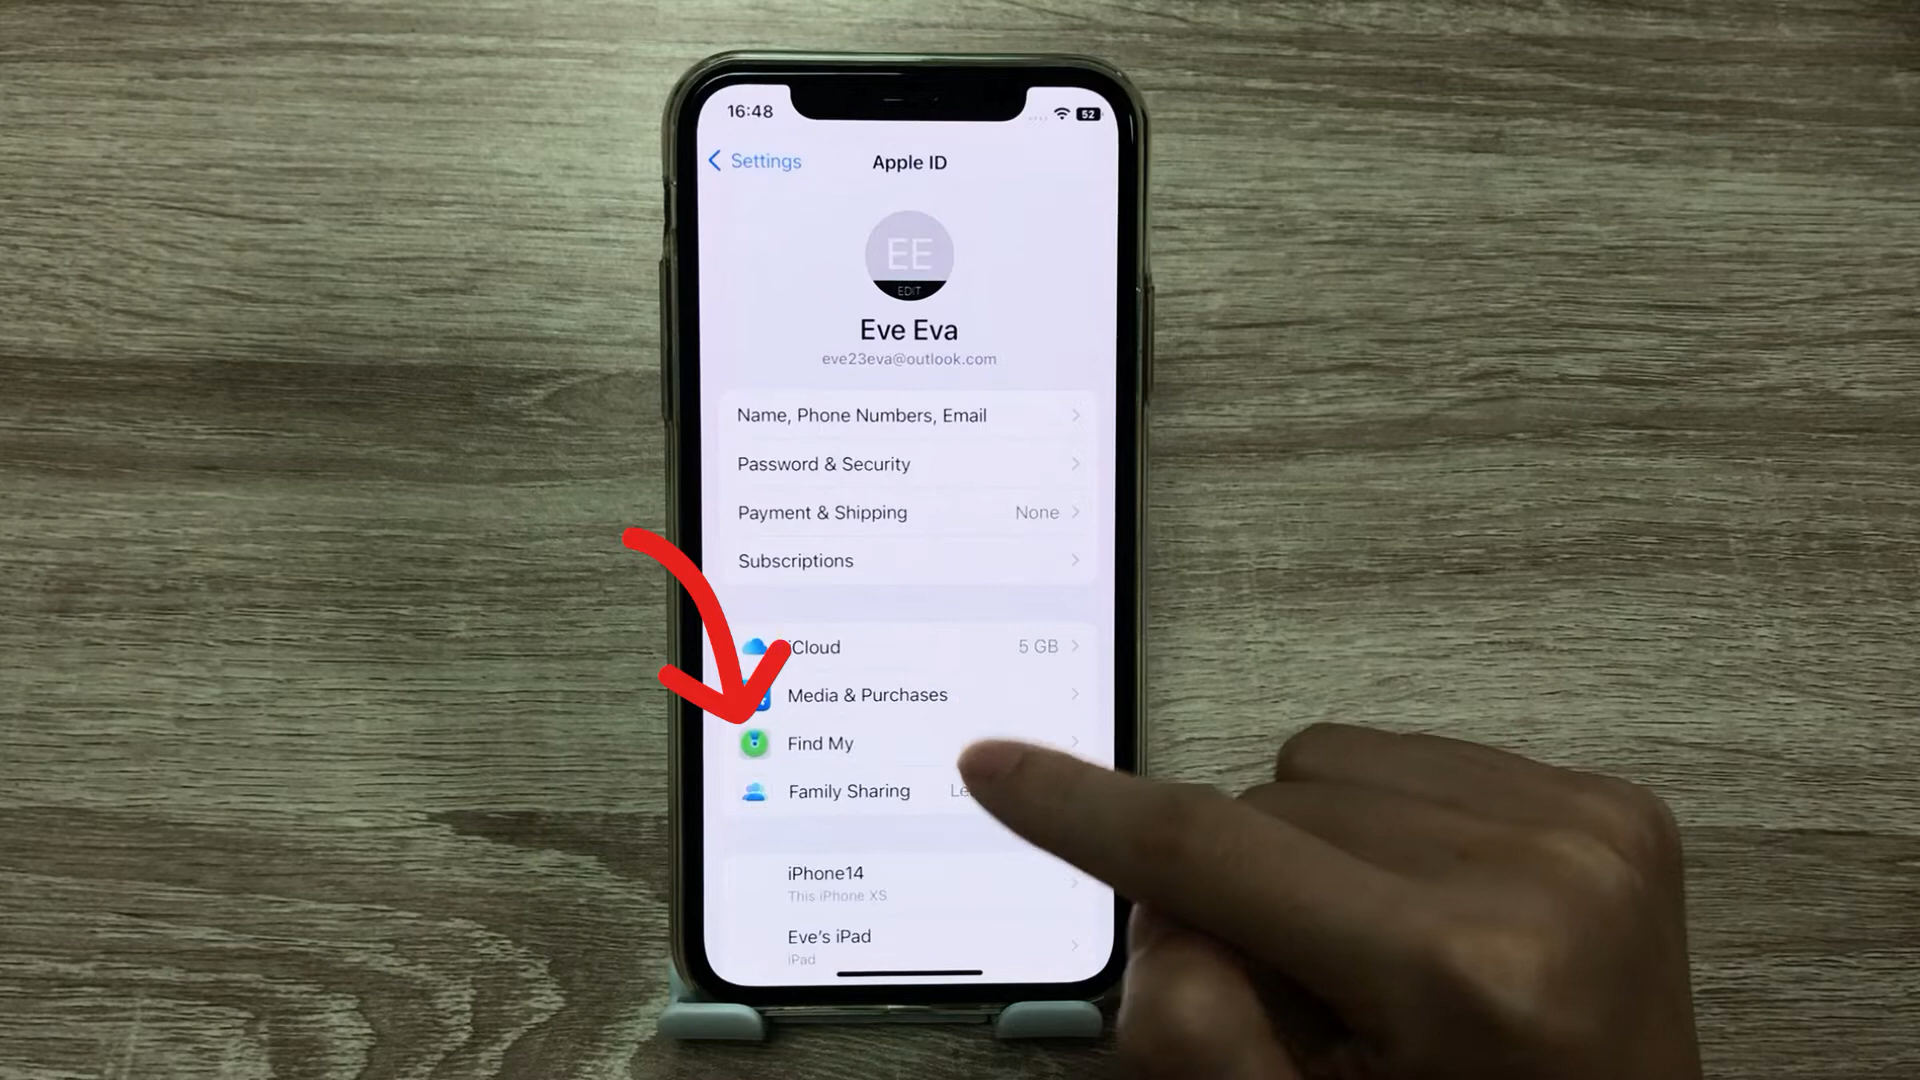 16:48
52
Settings
Apple ID
EE
EDIT
Eve Eva
eve23eva@outlook.com
Name, Phone Numbers, Email
Password & Security
Payment & Shipping None
Subscriptions
iCloud 5 GB
Media & Purchases
Find My
Family Sharing
iPhone14
This iPhone XS
Eve's iPad
iPad